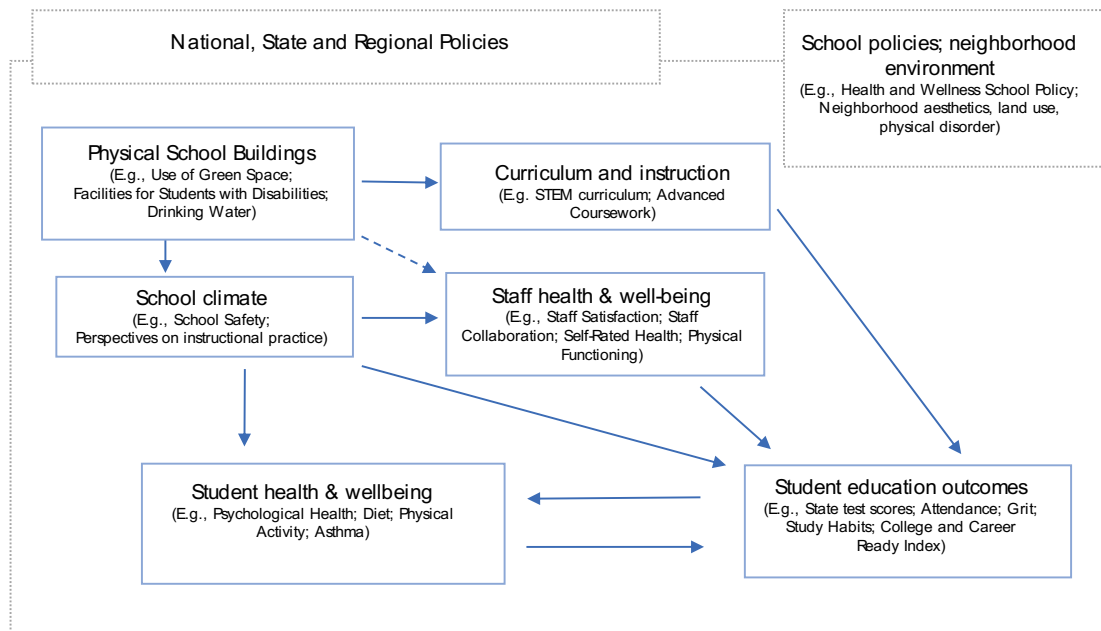 National, State and Regional Policies
School policies; neighborhood
environment
(E.g., Health and Wellness School Policy;
Neighborhood aesthetics, land use,
physical disorder)
Physical School Buildings
(E.g., Use of Green Space;
Facilities for Students with Disabilities;
Drinking Water)
Curriculum and instruction
(E.g. STEM curriculum; Advanced
Coursework)
School climate
(E.g., School Safety;
Perspectives on instructional practice)
Staff health & well-being
(E.g., Staff Satisfaction; Staff
Collaboration; Self-Rated Health; Physical
Functioning)
Student health & wellbeing
(E.g., Psychological Health; Diet; Physical
Activity; Asthma)
Student education outcomes
(E.g., State test scores; Attendance; Grit;
Study Habits; College and Career
Ready Index)